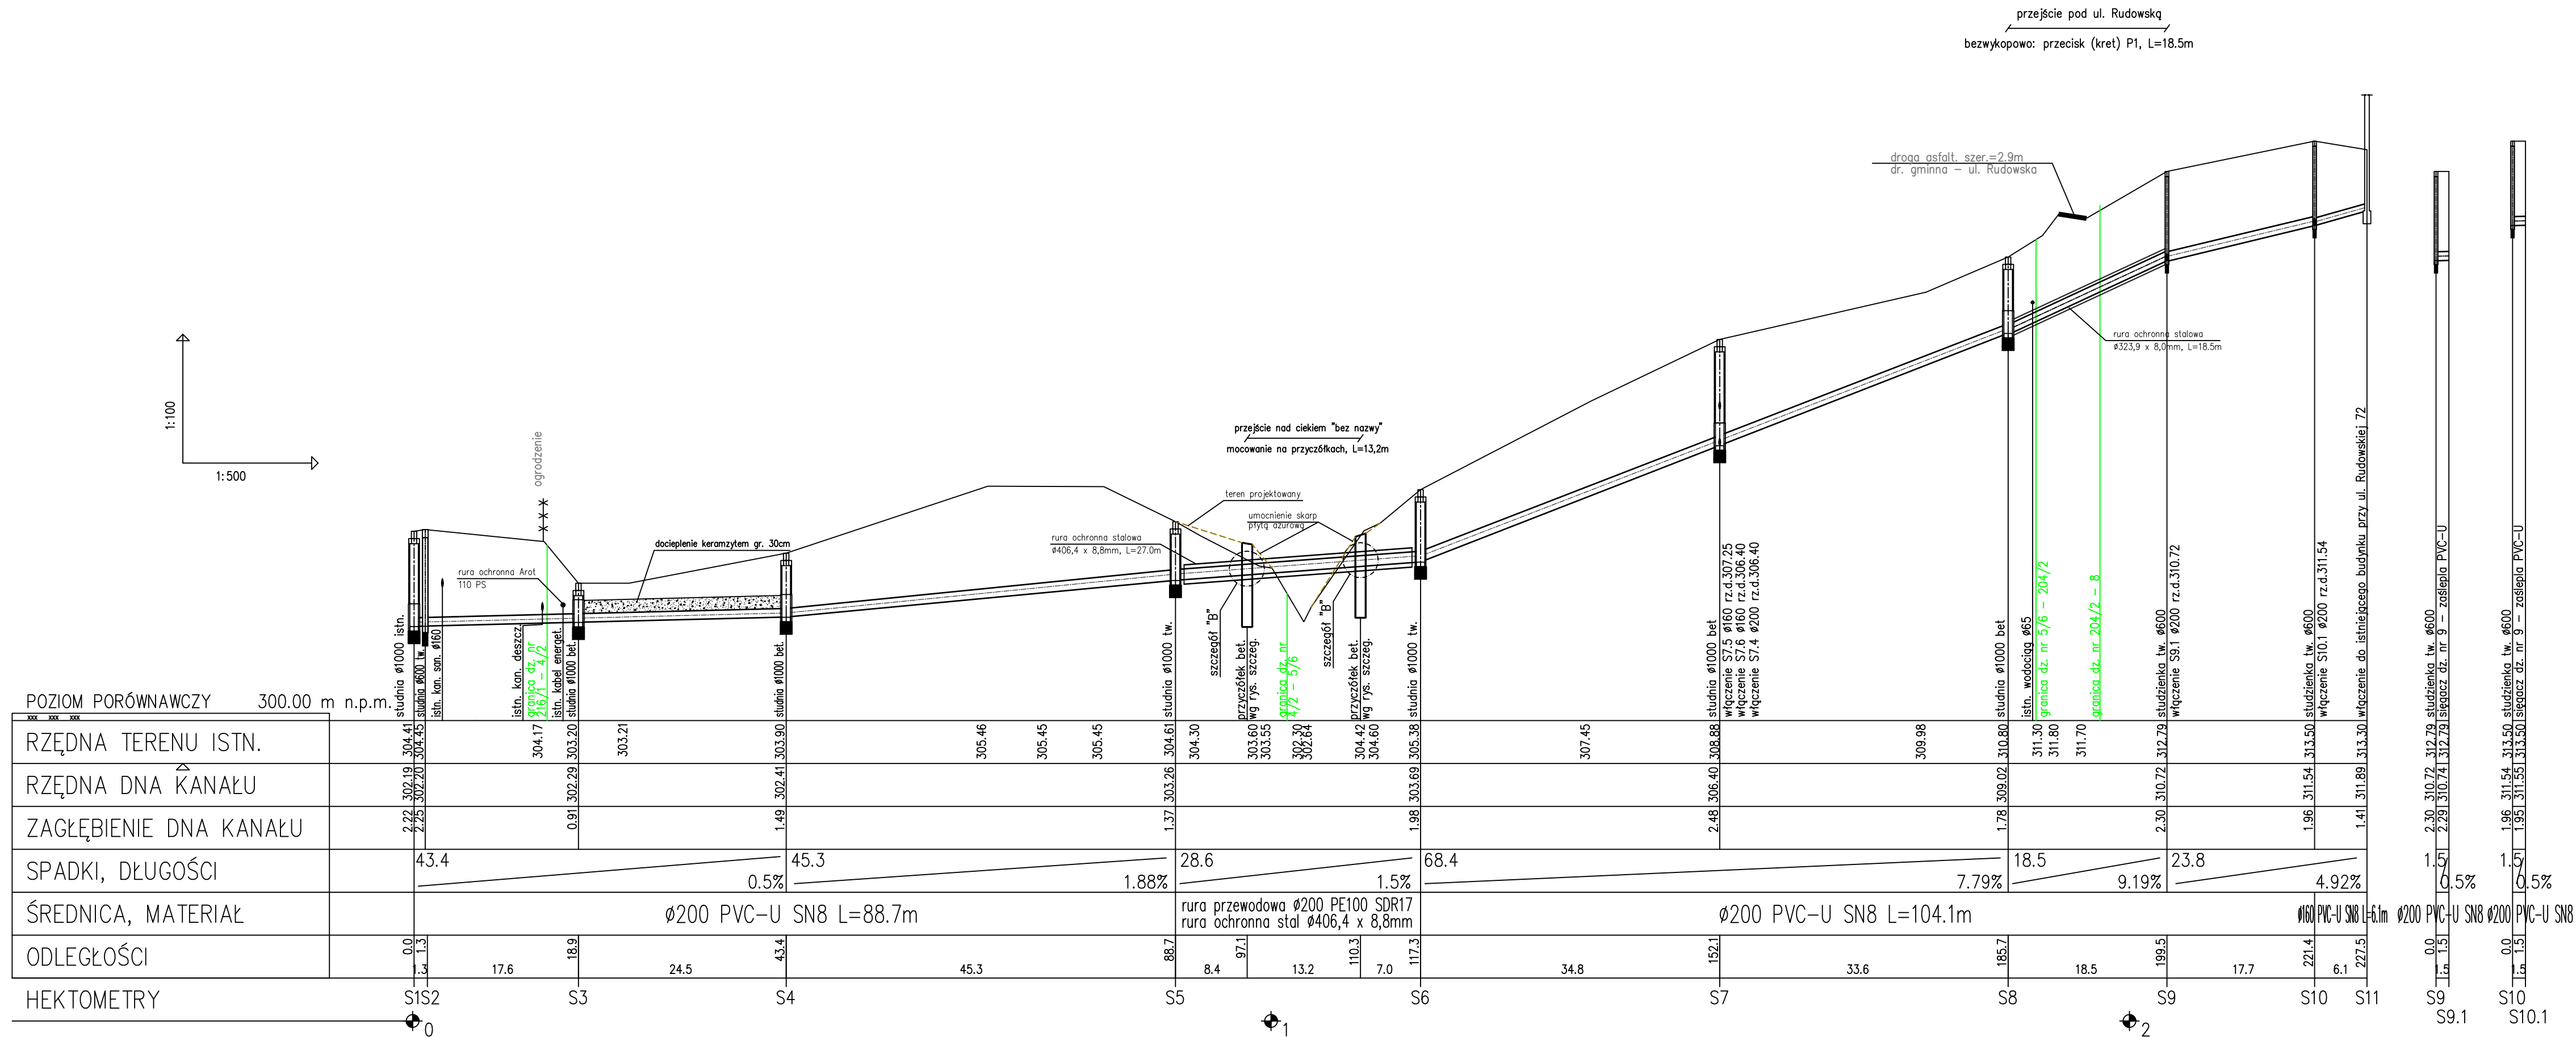 przejście pod ul. Rudowską
bezwykopowo: przecisk (kret) P1, L=18.5m
droga asfalt. szer.=2.9m
dr. gminna – ul. Rudowska
rura ochronna stalowa
ø323,9 x 8,0mm, L=18.5m
1:100
1:500
ogrodzenie
przejście nad ciekiem "bez nazwy"
mocowanie na przyczółkach, L=13,2m
teren projektowany
umocnienie skarp
płytą ażurową
rura ochronna stalowa
ø406,4 x 8,8mm, L=27.0m
docieplenie keramzytem gr. 30cm
rura ochronna Arot
110 PS
szczegół "B"
szczegół "B"
studnia ø1000 istn.
studnia ø600 tw.
istn. kan. san. ø160
istn. kan. deszcz.
granica dz. nr
216/1 – 4/2
istn. kabel energet.
studnia ø1000 bet.
studnia ø1000 bet.
studnia ø1000 tw.
przyczółek bet.
wg rys. szczeg.
granica dz. nr
4/2 – 5/6
przyczółek bet.
wg rys. szczeg.
studnia ø1000 tw.
studnia ø1000 bet
włączenie S7.5 ø160 rz.d.307.25
włączenie S7.6 ø160 rz.d.306.40
włączenie S7.4 ø200 rz.d.306.40
studnia ø1000 bet
istn. wodociąg ø65
granica dz. nr 5/6 – 204/2
granica dz. nr 204/2 – 8
studzienka tw. ø600
włączenie S9.1 ø200 rz.d.310.72
studzienka tw. ø600
włączenie S10.1 ø200 rz.d.311.54
włączenie do istniejącego budynku przy ul. Rudowskiej 72
studzienka tw. ø600
sięgacz dz. nr 9 – zaślepia PVC-U
studzienka tw. ø600
sięgacz dz. nr 9 – zaślepia PVC-U
POZIOM PORÓWNAWCZY 300.00 m n.p.m.
xxx xxx xxx
RZĘDNA TERENU ISTN. 304.41 304.45 304.17 303.20 303.21 303.90 305.46 305.45 305.45 304.61 304.30 303.60 303.55 302.30 302.64 304.42 304.60 305.38 307.45 308.88 309.98 310.80 311.30 311.80 311.70 312.79 313.50 313.30 312.79 312.79 313.50 313.50
RZĘDNA DNA KANAŁU 302.19 302.20 302.29 302.41 303.26 303.69 306.40 309.02 310.72 311.54 311.89 310.72 310.74 311.54 311.55
ZAGŁĘBIENIE DNA KANAŁU 2.22 2.25 0.91 1.49 1.37 1.98 2.48 1.78 2.30 1.96 1.41 2.30 2.29 1.96 1.95
SPADKI, DŁUGOŚCI 43.4 45.3 28.6 68.4 18.5 23.8 1.5 1.5
0.5% 1.88% 1.5% 7.79% 9.19% 4.92% 0.5% 0.5%
ŚREDNICA, MATERIAŁ ø200 PVC-U SN8 L=88.7m
rura przewodowa ø200 PE100 SDR17
rura ochronna stal ø406,4 x 8,8mm
ø200 PVC-U SN8 L=104.1m
ø160 PVC-U SN8 L=6.1m
ø200 PVC-U SN8
ø200 PVC-U SN8
ODLEGŁOŚCI 0.0 1.3 18.9 43.4 88.7 97.1 110.3 117.3 152.1 185.7 199.5 221.4 227.5 0.0 1.5 0.0 1.5
1.3 17.6 24.5 45.3 8.4 13.2 7.0 34.8 33.6 18.5 17.7 6.1 1.5 1.5
HEKTOMETRY S1 S2 S3 S4 S5 S6 S7 S8 S9 S10 S11 S9 S10
S9.1 S10.1
0 1 2